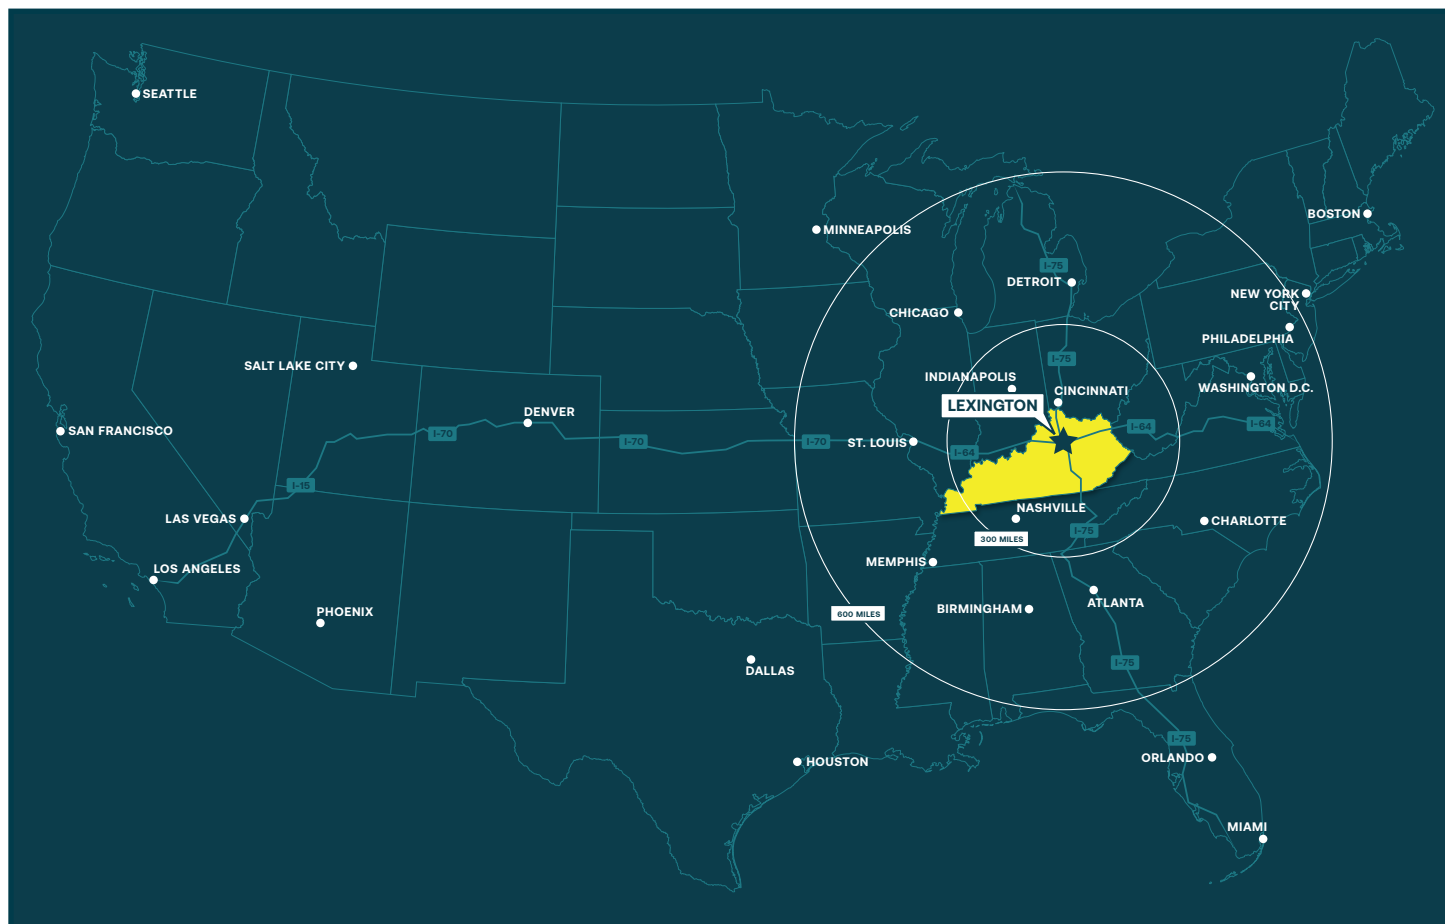 SEATTLE
BOSTON
MINNEAPOLIS
I-75
DETROIT
NEW YORK
CITY
CHICAGO
PHILADELPHIA
I-75
SALT LAKE CITY
INDIANAPOLIS
WASHINGTON D.C.
CINCINNATI
LEXINGTON
DENVER
I-64
I-64
SAN FRANCISCO
I-70
I-70
I-70
ST. LOUIS
I-64
I-15
NASHVILLE
LAS VEGAS
CHARLOTTE
I-75
300 MILES
MEMPHIS
LOS ANGELES
ATLANTA
BIRMINGHAM
PHOENIX
600 MILES
I-75
DALLAS
I-75
ORLANDO
HOUSTON
MIAMI